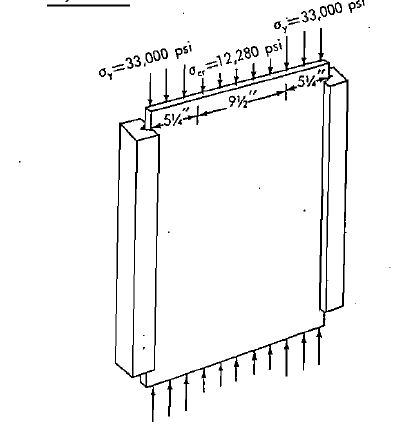 σy=33,000 psi
σcr=12,280 psi
σy=33,000 psi
5¼″
9½″
5¼″